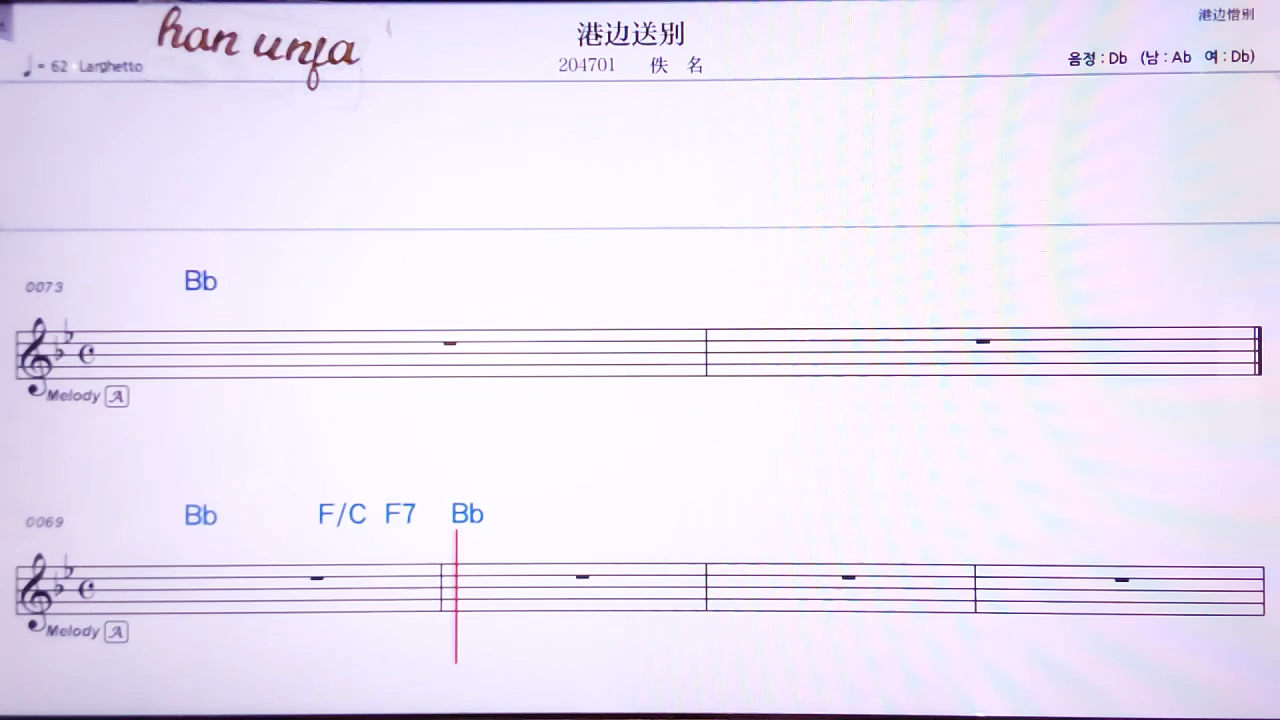 han unfa
港边送别
港边惜别
♩= 62 Larghetto
204701 佚 名
음정 : Db (남 : Ab 여 : Db)
0073 Bb
Melody A
0069 Bb F/C F7 Bb
Melody A